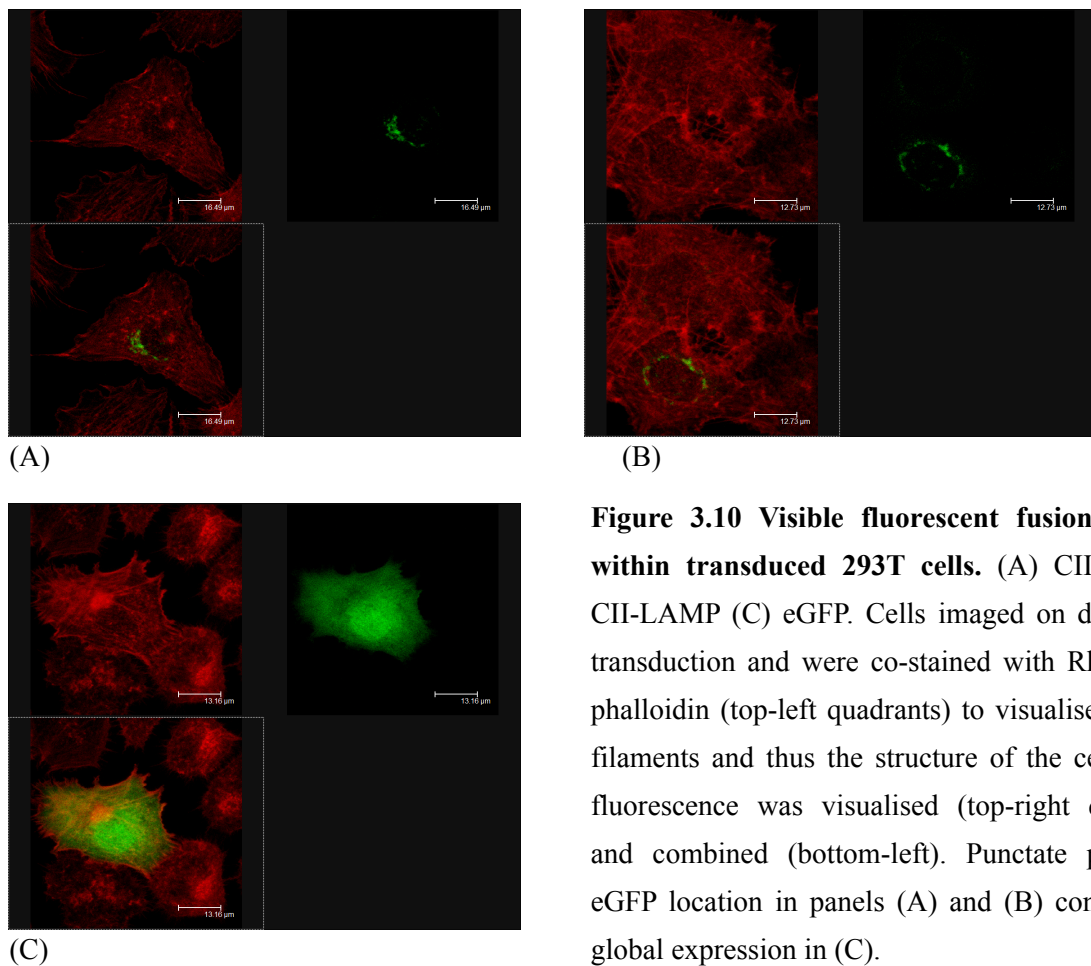 16.49 µm
16.49 µm
16.49 µm
(A)
12.73 µm
12.73 µm
12.73 µm
(B)
13.16 µm
13.16 µm
13.16 µm
(C)
Figure 3.10 Visible fluorescent fusion
within transduced 293T cells. (A) CII
CII-LAMP (C) eGFP. Cells imaged on d
transduction and were co-stained with
phalloidin (top-left quadrants) to visualise
filaments and thus the structure of the ce
fluorescence was visualised (top-right
and combined (bottom-left). Punctate p
eGFP location in panels (A) and (B) con
global expression in (C).